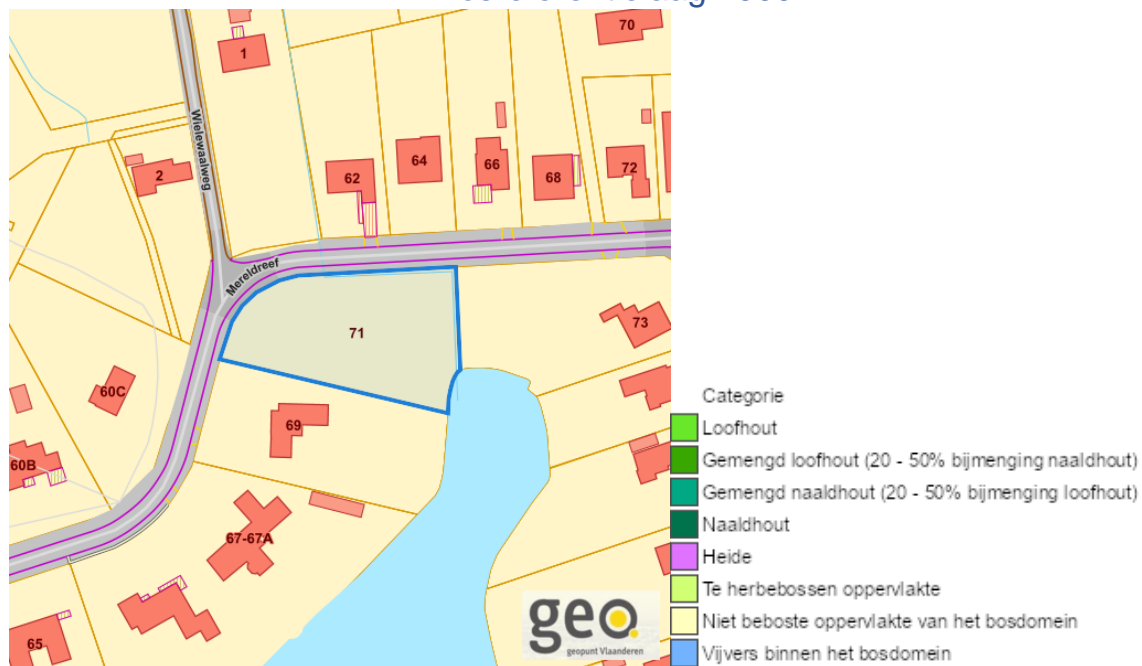 70
1
Wielewaalweg
2
62
64
66
68
72
Mereldreef
71
73
60C
69
60B
67-67A
65
geo
geopunt Vlaanderen
Categorie
Loofhout
Gemengd loofhout (20 - 50% bijmenging naaldhout)
Gemengd naaldhout (20 - 50% bijmenging loofhout)
Naaldhout
Heide
Te herbebossen oppervlakte
Niet beboste oppervlakte van het bosdomein
Vijvers binnen het bosdomein